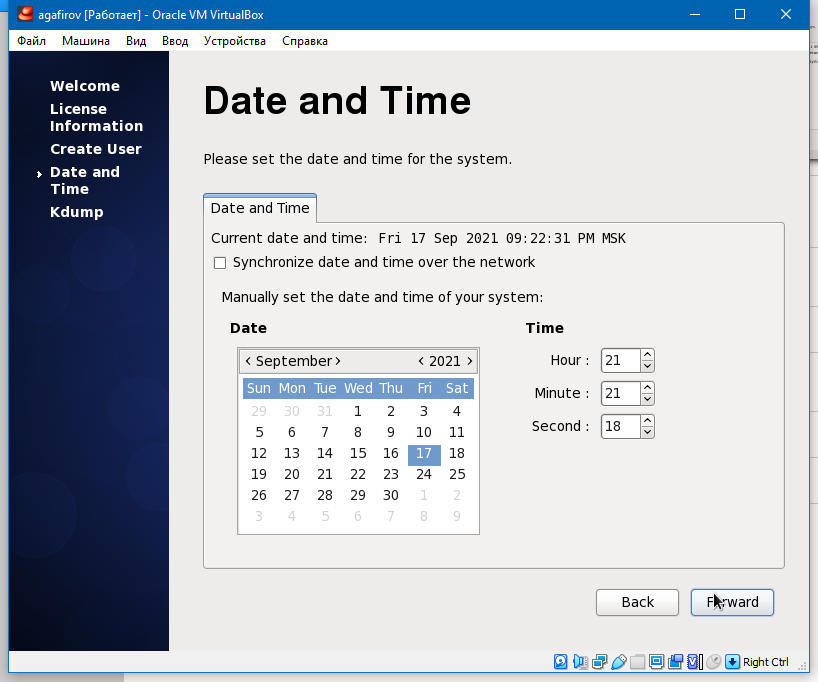 agafirov [Работает] - Oracle VM VirtualBox
Файл Машина Вид Ввод Устройства Справка
Welcome
License
Information
Create User
Date and
Time
Kdump
Date and Time
Please set the date and time for the system.
Date and Time
Current date and time: Fri 17 Sep 2021 09:22:31 PM MSK
Synchronize date and time over the network
Manually set the date and time of your system:
Date
< September > < 2021 >
Sun Mon Tue Wed Thu Fri Sat
29 30 31 1 2 3 4
5 6 7 8 9 10 11
12 13 14 15 16 17 18
19 20 21 22 23 24 25
26 27 28 29 30 1 2
3 4 5 6 7 8 9
Time
Hour : 21
Minute : 21
Second : 18
Back Forward
Right Ctrl